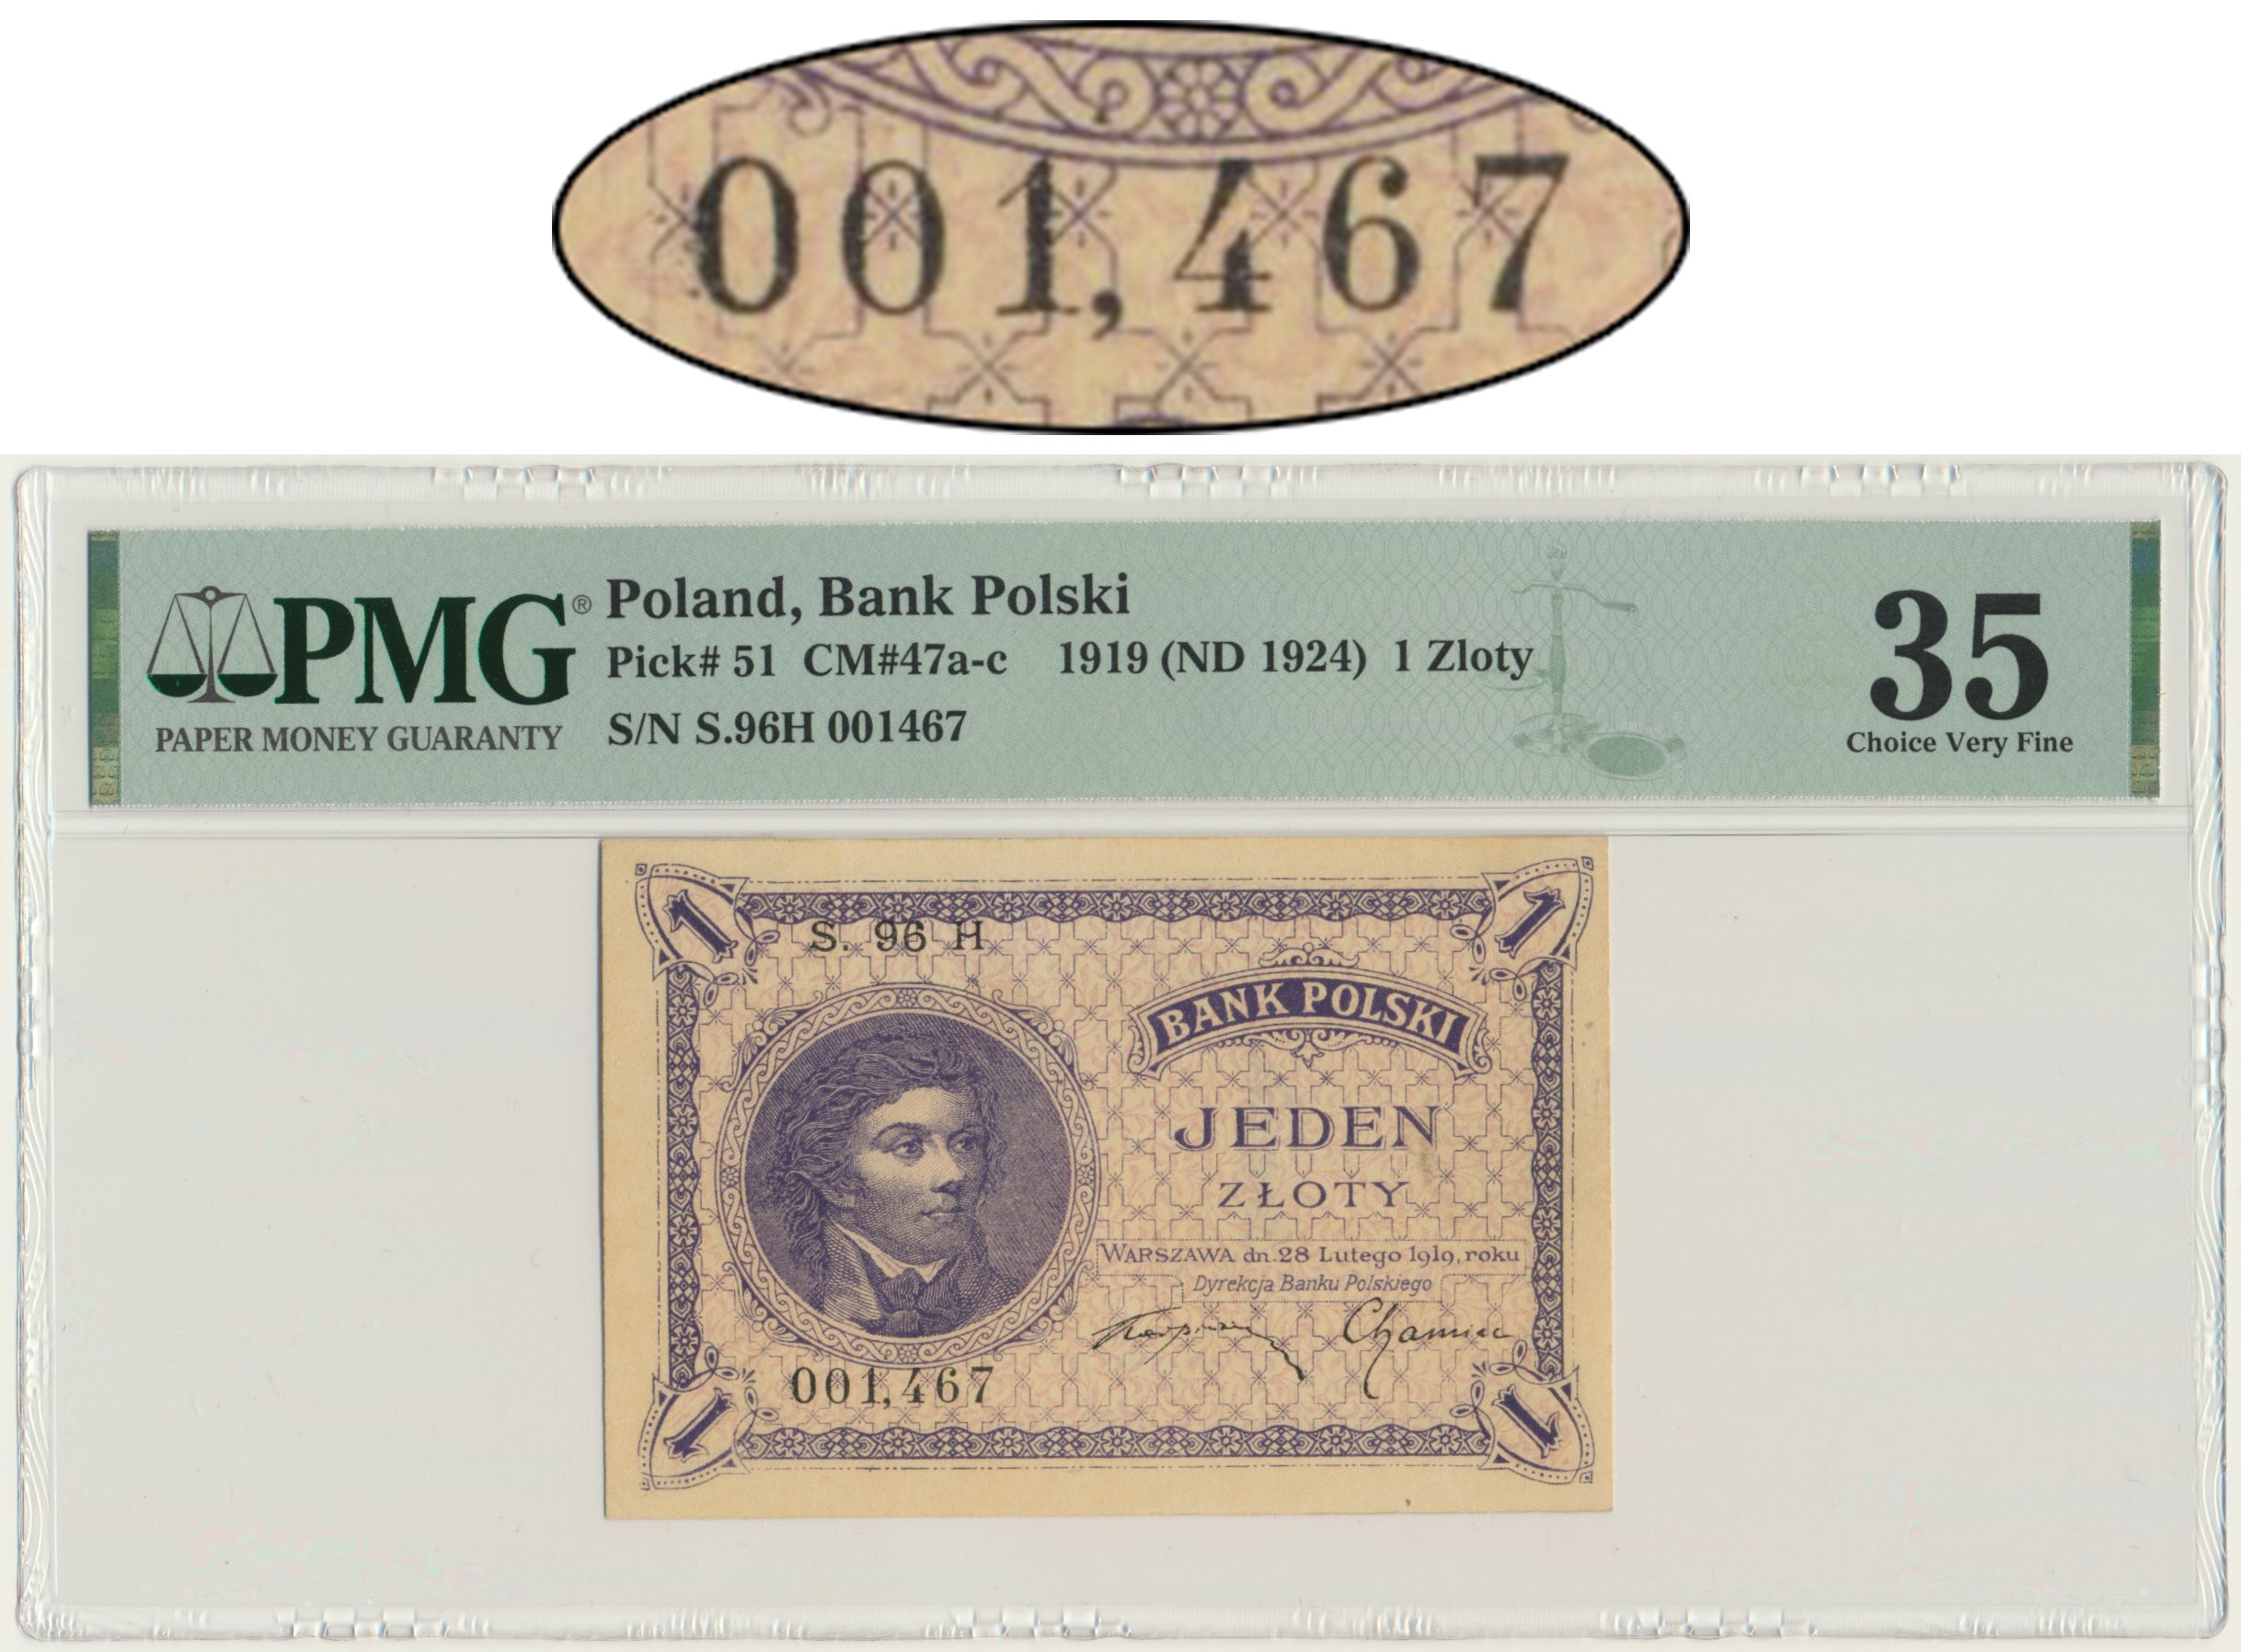 001,467
PMG®
PAPER MONEY GUARANTY
Poland, Bank Polski
Pick# 51 CM#47a-c 1919 (ND 1924) 1 Zloty
S/N S.96H 001467
35
Choice Very Fine
1
1
S. 96 H
BANK POLSKI
JEDEN
ZŁOTY
WARSZAWA dn. 28 Lutego 1919, roku
Dyrekcja Banku Polskiego
Karpiński Chamiec
001,467
1
1